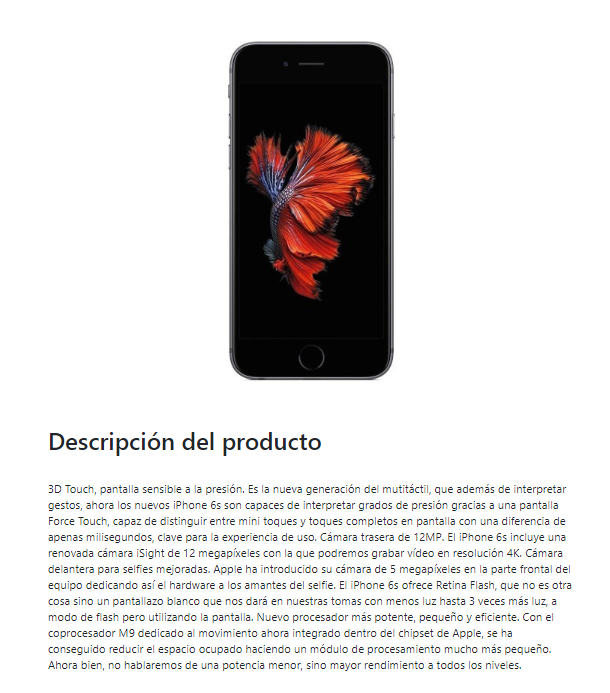 Descripción del producto
3D Touch, pantalla sensible a la presión. Es la nueva generación del mutitáctil, que además de interpretar
gestos, ahora los nuevos iPhone 6s son capaces de interpretar grados de presión gracias a una pantalla
Force Touch, capaz de distinguir entre mini toques y toques completos en pantalla con una diferencia de
apenas milisegundos, clave para la experiencia de uso. Cámara trasera de 12MP. El iPhone 6s incluye una
renovada cámara iSight de 12 megapíxeles con la que podremos grabar vídeo en resolución 4K. Cámara
delantera para selfies mejoradas. Apple ha introducido su cámara de 5 megapíxeles en la parte frontal del
equipo dedicando así el hardware a los amantes del selfie. El iPhone 6s ofrece Retina Flash, que no es otra
cosa sino un pantallazo blanco que nos dará en nuestras tomas con menos luz hasta 3 veces más luz, a
modo de flash pero utilizando la pantalla. Nuevo procesador más potente, pequeño y eficiente. Con el
coprocesador M9 dedicado al movimiento ahora integrado dentro del chipset de Apple, se ha
conseguido reducir el espacio ocupado haciendo un módulo de procesamiento mucho más pequeño.
Ahora bien, no hablaremos de una potencia menor, sino mayor rendimiento a todos los niveles.